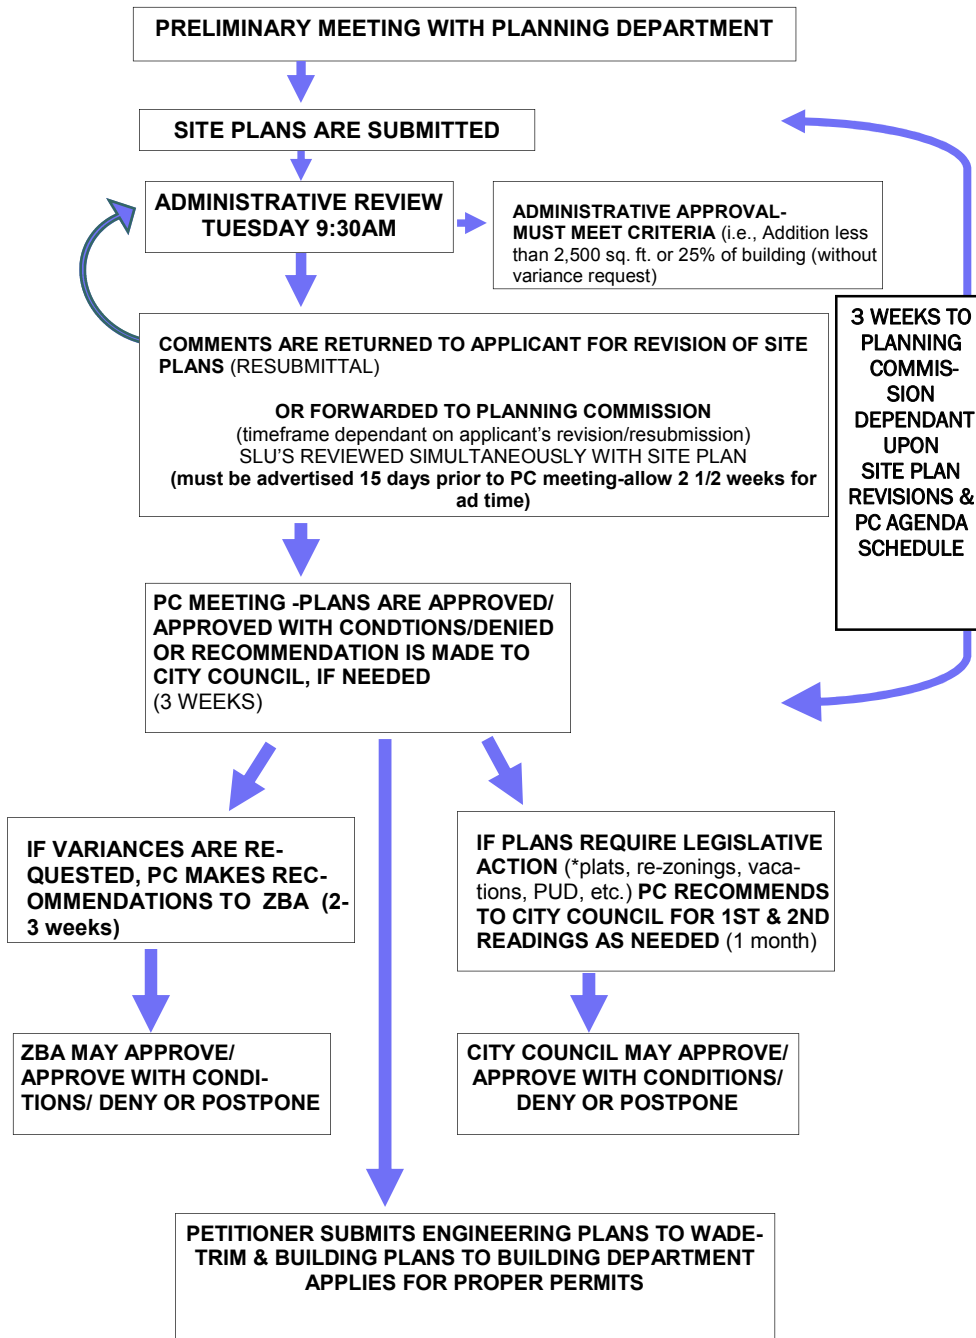 PRELIMINARY MEETING WITH PLANNING DEPARTMENT
SITE PLANS ARE SUBMITTED
ADMINISTRATIVE REVIEW
TUESDAY 9:30AM
ADMINISTRATIVE APPROVAL-
MUST MEET CRITERIA (i.e., Addition less
than 2,500 sq. ft. or 25% of building (without
variance request)
3 WEEKS TO
PLANNING
COMMIS-
SION
DEPENDANT
UPON
SITE PLAN
REVISIONS &
PC AGENDA
SCHEDULE
COMMENTS ARE RETURNED TO APPLICANT FOR REVISION OF SITE
PLANS (RESUBMITTAL)
OR FORWARDED TO PLANNING COMMISSION
(timeframe dependant on applicant's revision/resubmission)
SLU'S REVIEWED SIMULTANEOUSLY WITH SITE PLAN
(must be advertised 15 days prior to PC meeting-allow 2 1/2 weeks for
ad time)
PC MEETING -PLANS ARE APPROVED/
APPROVED WITH CONDTIONS/DENIED
OR RECOMMENDATION IS MADE TO
CITY COUNCIL, IF NEEDED
(3 WEEKS)
IF VARIANCES ARE RE-
QUESTED, PC MAKES REC-
OMMENDATIONS TO ZBA (2-
3 weeks)
IF PLANS REQUIRE LEGISLATIVE
ACTION (*plats, re-zonings, vaca-
tions, PUD, etc.) PC RECOMMENDS
TO CITY COUNCIL FOR 1ST & 2ND
READINGS AS NEEDED (1 month)
ZBA MAY APPROVE/
APPROVE WITH CONDI-
TIONS/ DENY OR POSTPONE
CITY COUNCIL MAY APPROVE/
APPROVE WITH CONDITIONS/
DENY OR POSTPONE
PETITIONER SUBMITS ENGINEERING PLANS TO WADE-
TRIM & BUILDING PLANS TO BUILDING DEPARTMENT
APPLIES FOR PROPER PERMITS